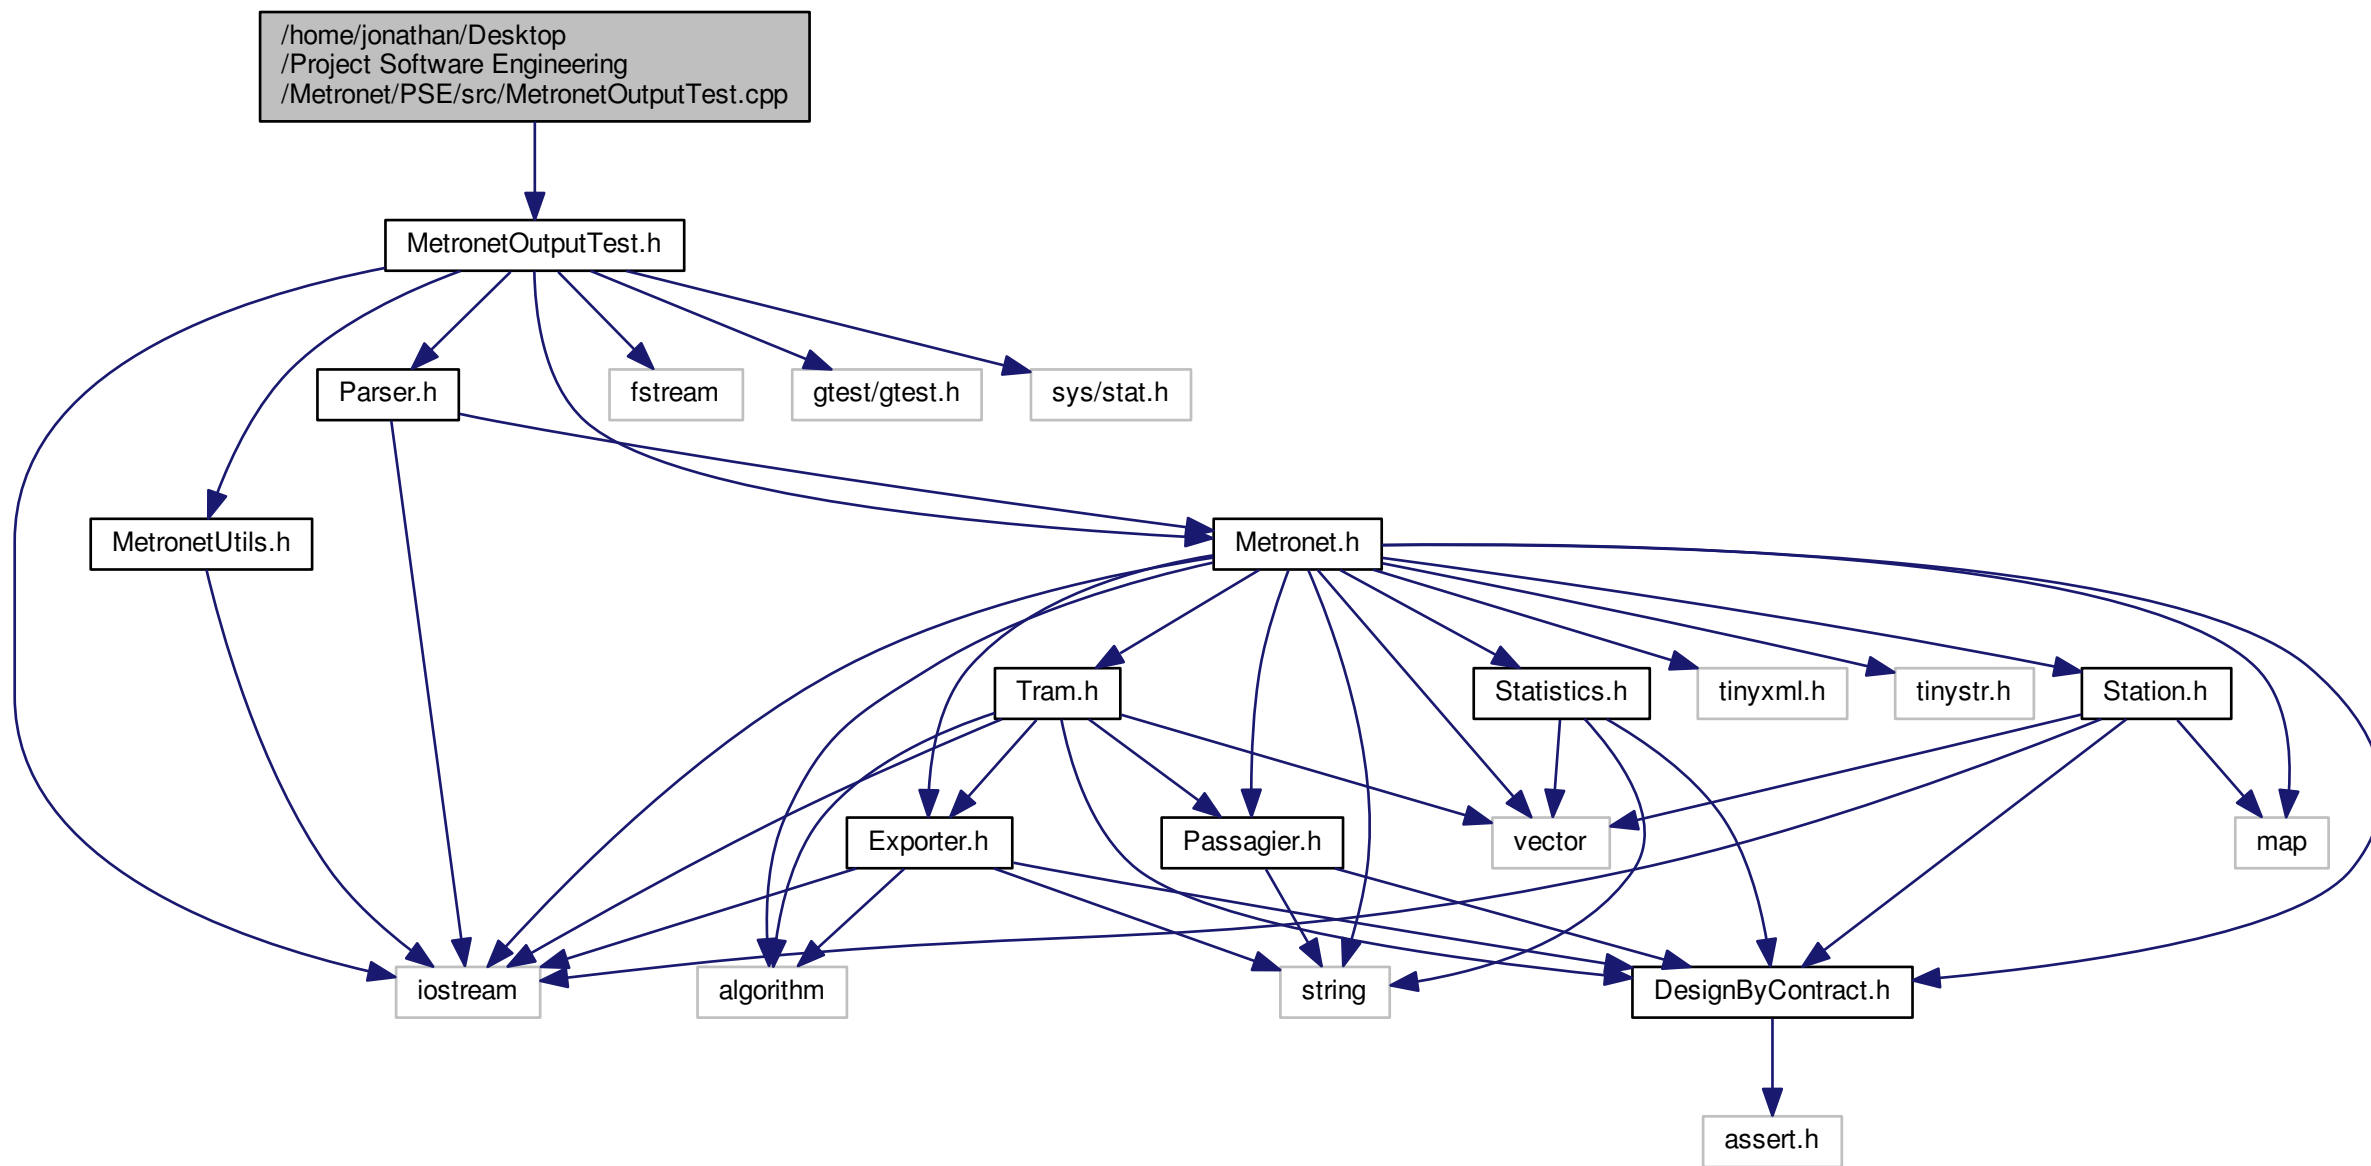 /home/jonathan/Desktop
/Project Software Engineering
/Metronet/PSE/src/MetronetOutputTest.cpp
MetronetOutputTest.h
Parser.h
fstream
gtest/gtest.h
sys/stat.h
MetronetUtils.h
Metronet.h
Tram.h
Statistics.h
tinyxml.h
tinystr.h
Station.h
Exporter.h
Passagier.h
vector
map
iostream
algorithm
string
DesignByContract.h
assert.h